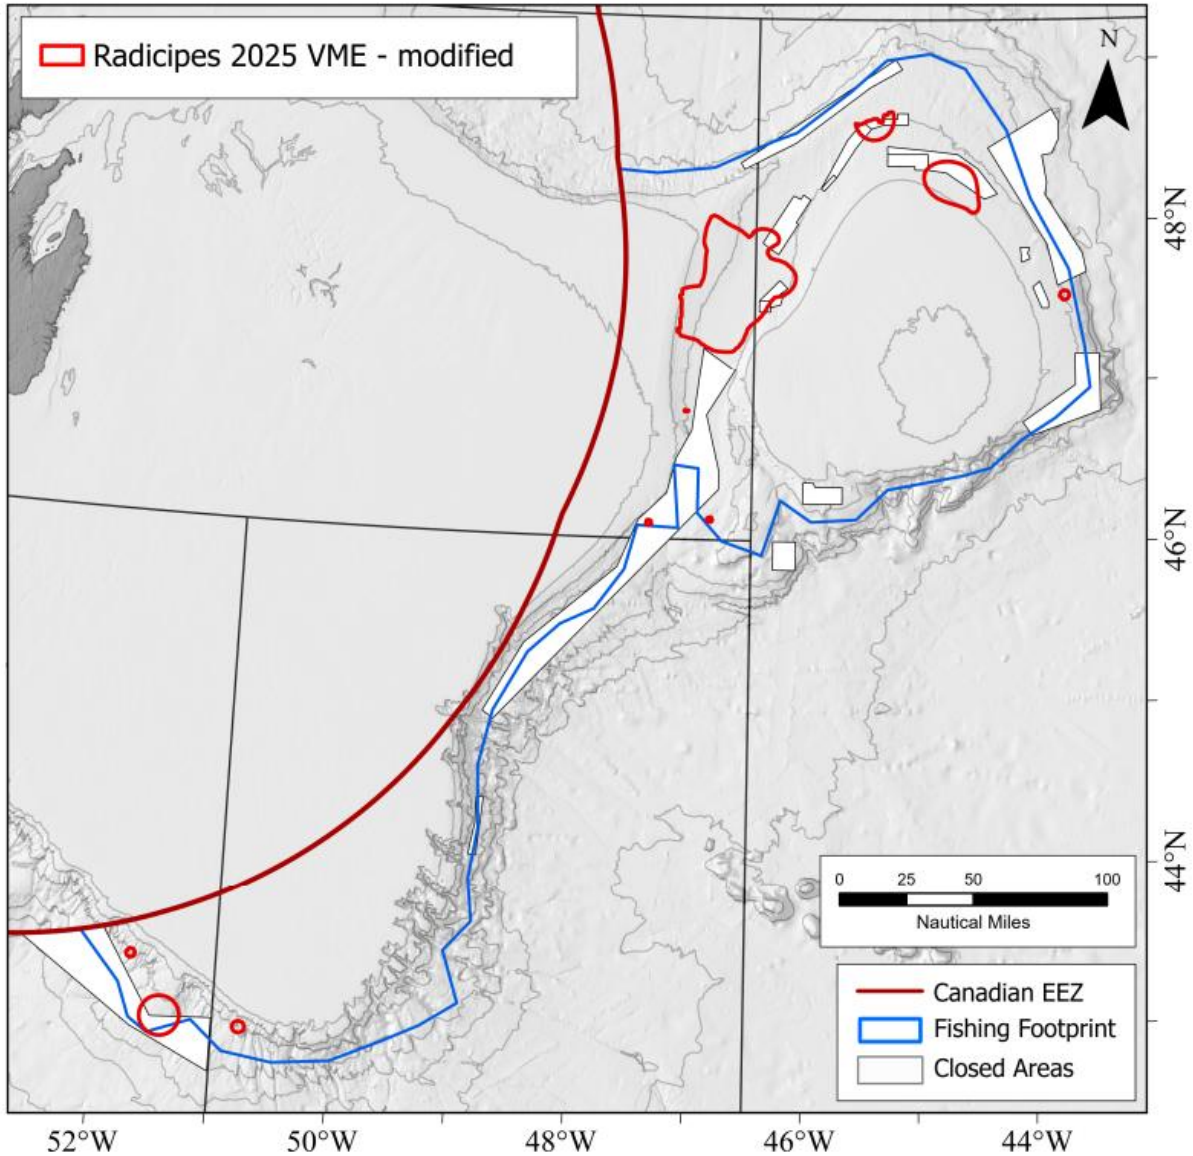 Radicipes 2025 VME - modified
N
48°N
46°N
44°N
0 25 50 100
Nautical Miles
Canadian EEZ
Fishing Footprint
Closed Areas
52°W 50°W 48°W 46°W 44°W